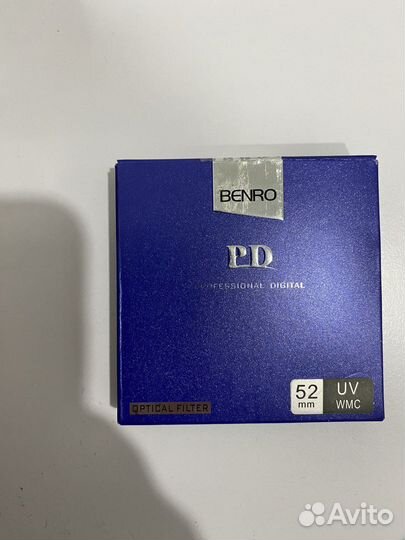 BENRO
PD
PROFESSIONAL DIGITAL
OPTICAL FILTER
52 mm
UV
WMC
Avito